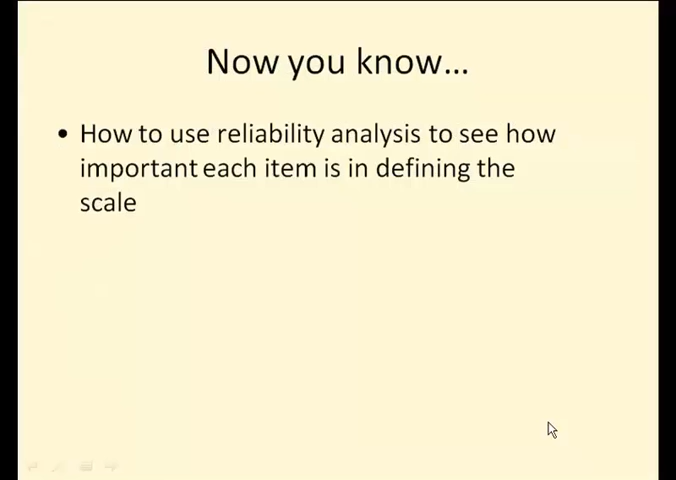 Now you know...
• How to use reliability analysis to see how
important each item is in defining the
scale